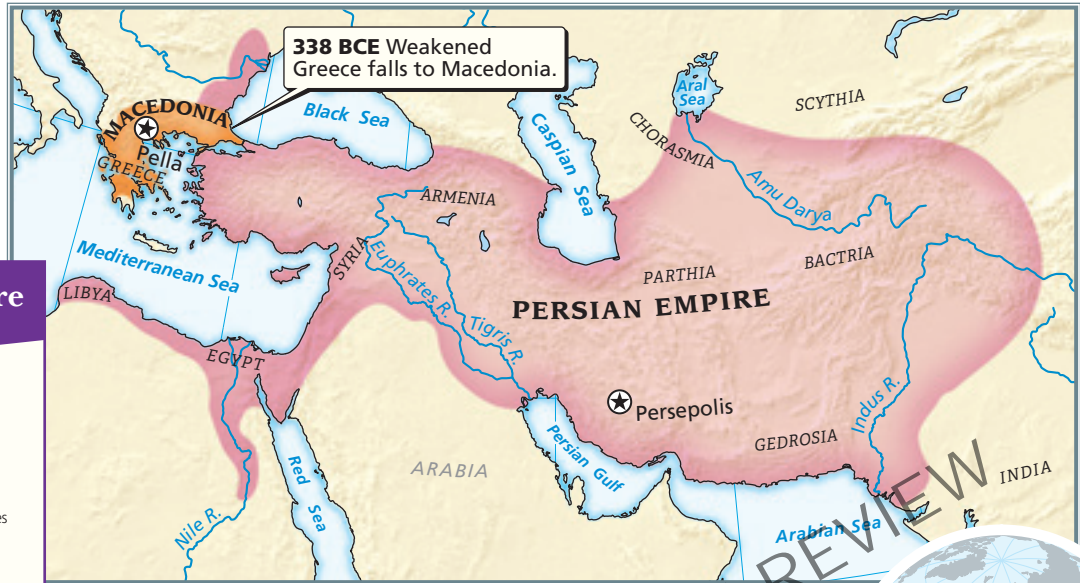 338 BCE Weakened
Greece falls to Macedonia.
MACEDONIA
Pella
GREECE
Black Sea
Caspian Sea
Aral
Sea
SCYTHIA
CHORASMIA
Amu Darya
ARMENIA
SYRIA
Euphrates R.
Tigris R.
Mediterranean Sea
PARTHIA
BACTRIA
PERSIAN EMPIRE
re
LIBYA
EGYPT
Persepolis
Indus R.
GEDROSIA
Persian Gulf
ARABIA
Red
Sea
INDIA
Nile R.
Arabian Sea
REVIEW
es